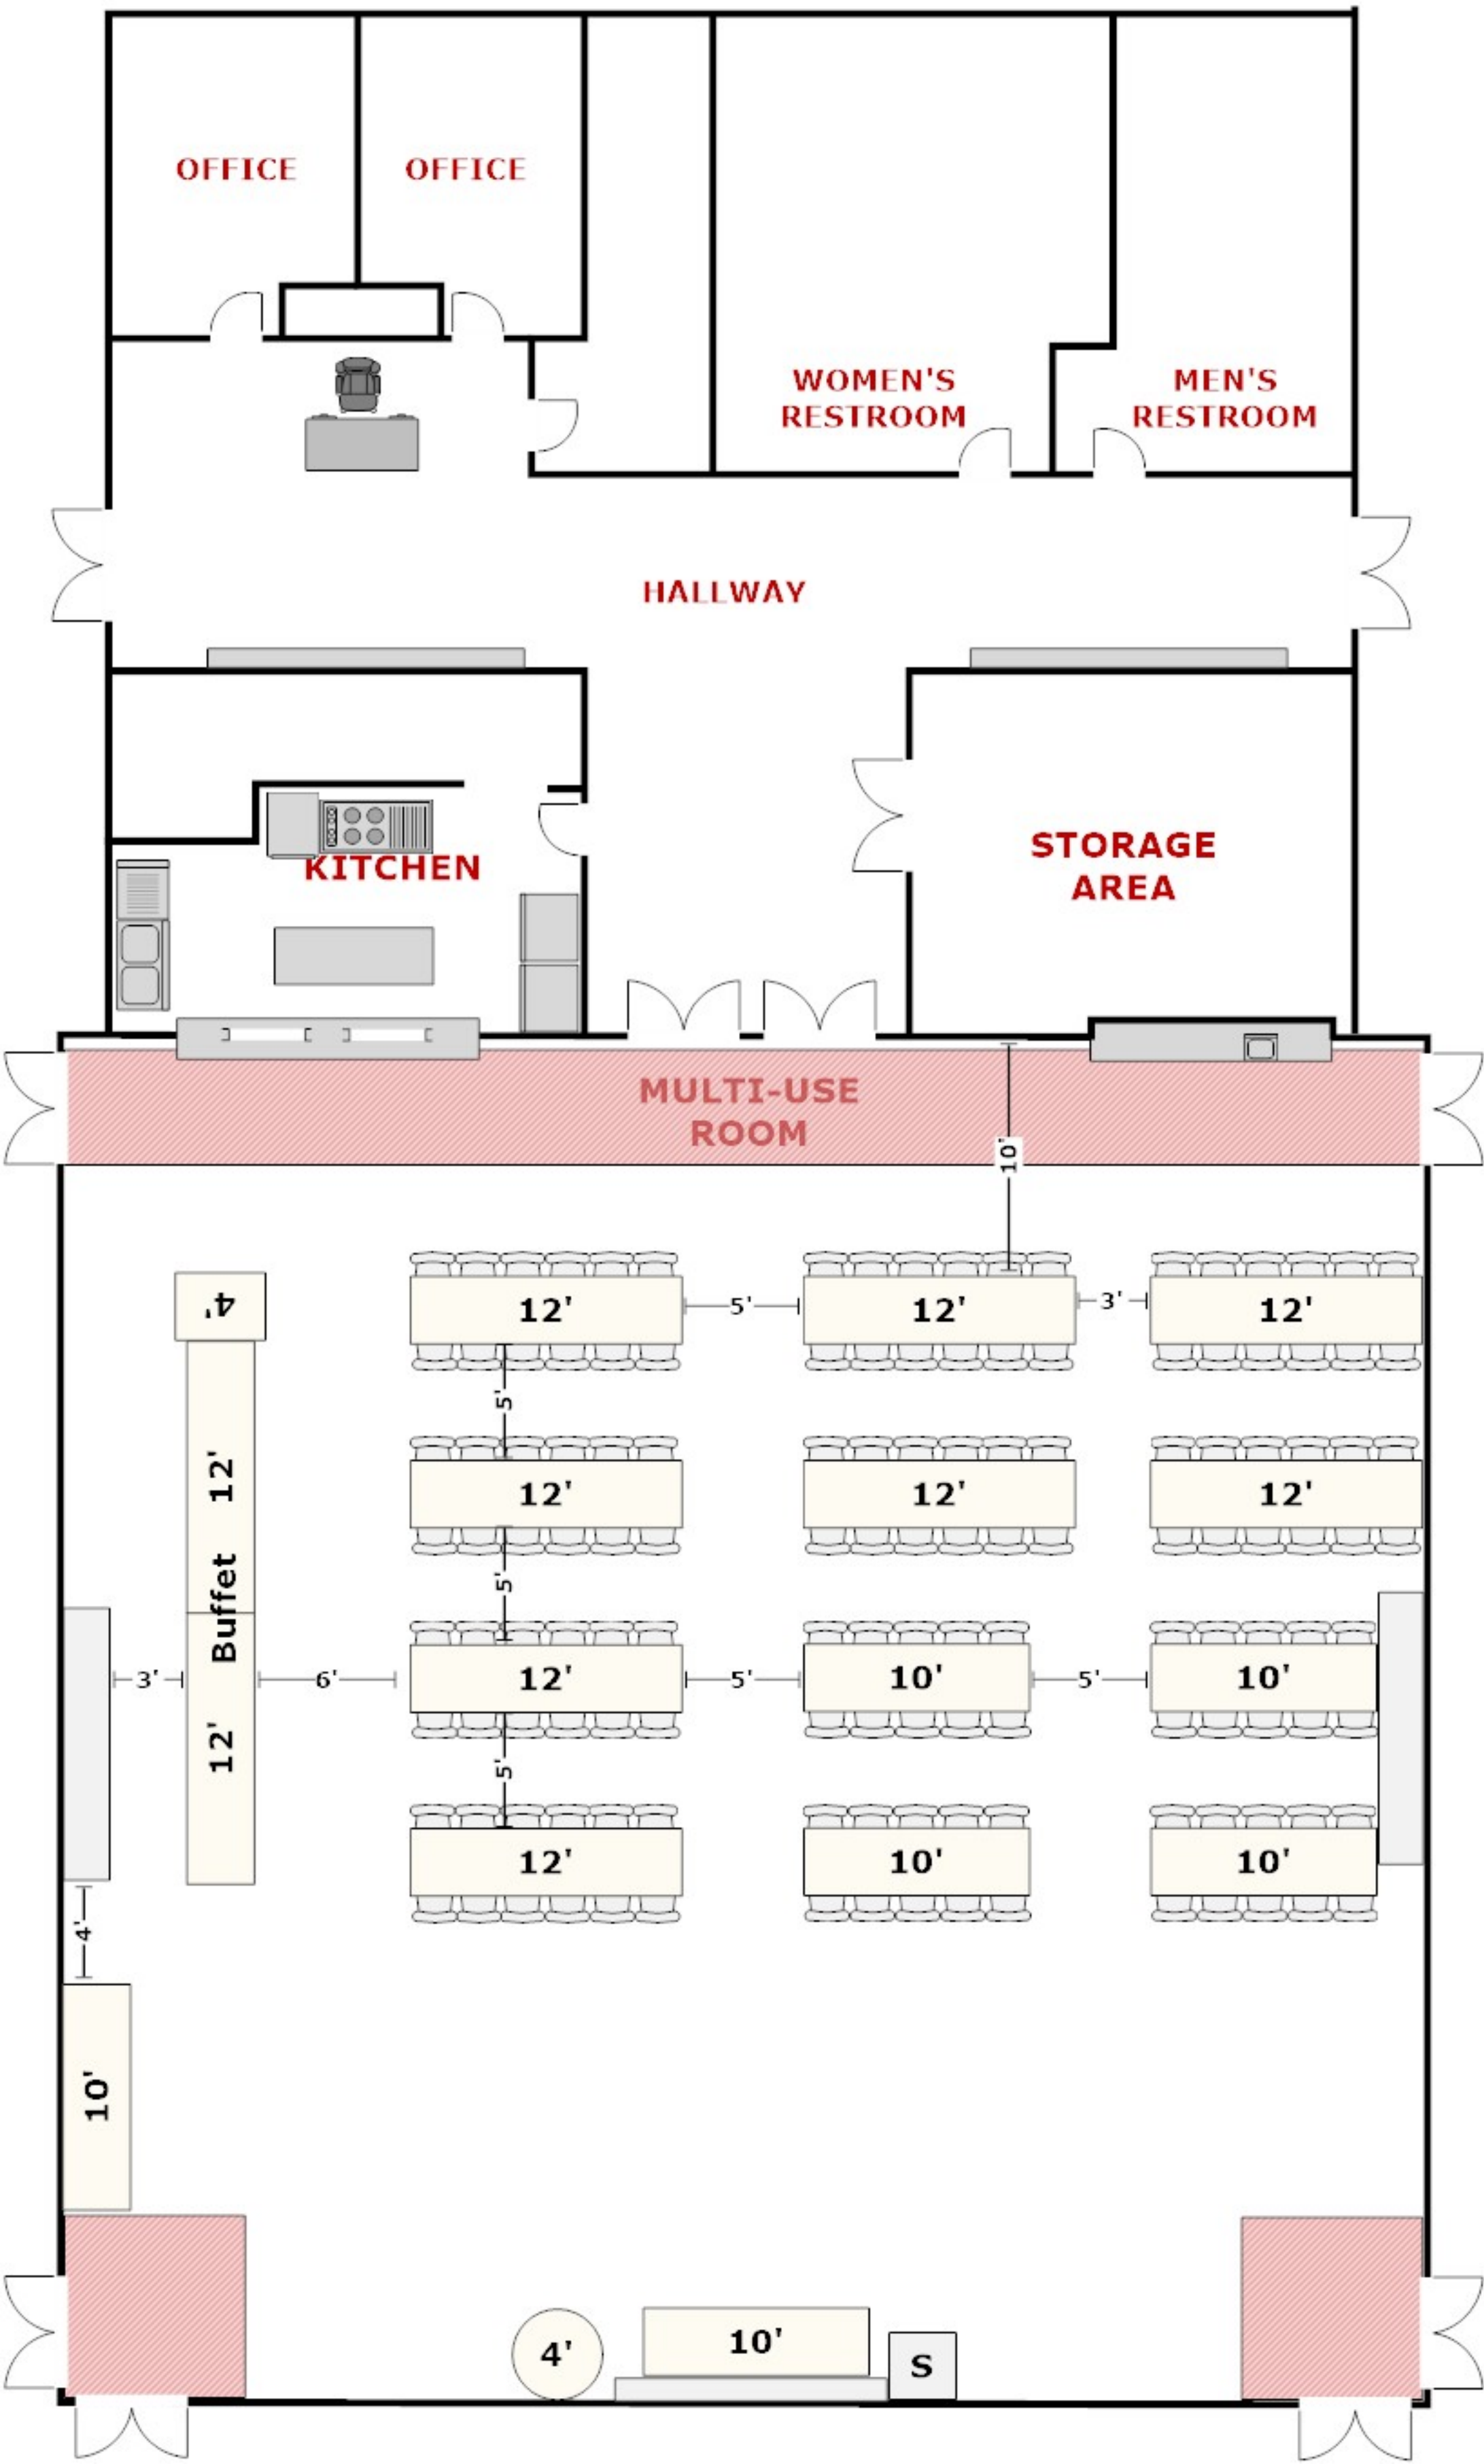 OFFICE
OFFICE
WOMEN'S
RESTROOM
MEN'S
RESTROOM
HALLWAY
KITCHEN
STORAGE
AREA
MULTI-USE
ROOM
10'
4'
12'
5'
12'
3'
12'
5'
12'
12'
12'
12'
5'
Buffet
3'
6'
12'
5'
10'
5'
10'
12'
5'
12'
10'
10'
4'
10'
4'
10'
S